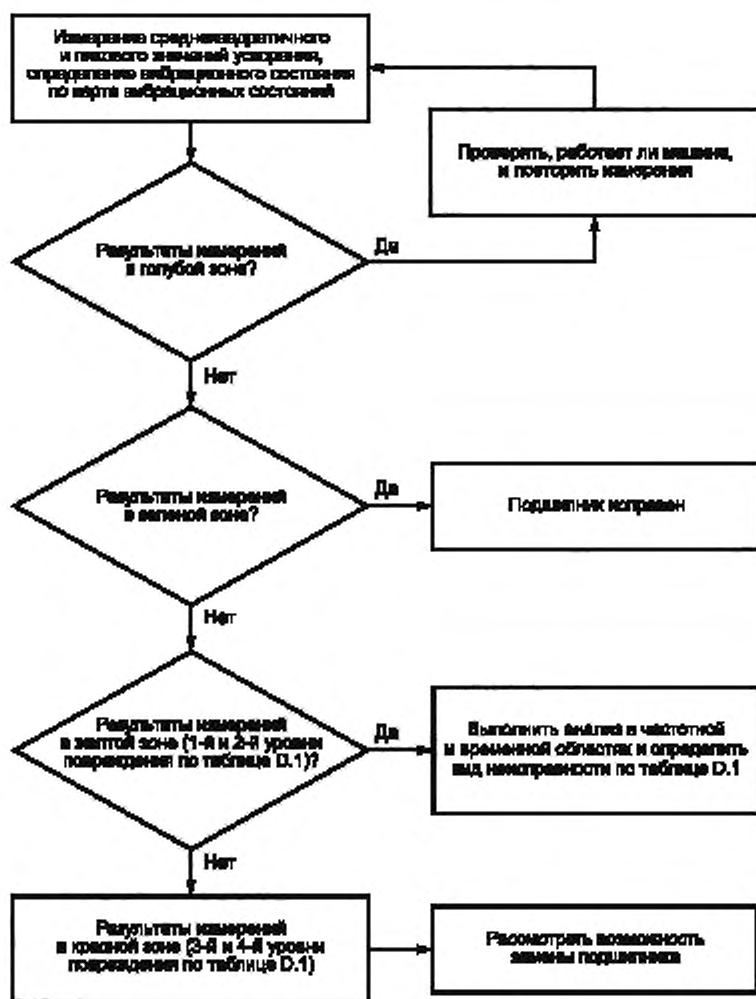 Измерение среднеквадратичного
и пикового значений ускорения,
определение вибрационного состояния
по карте вибрационных состояний
Проверить, работает ли машина,
и повторить измерения
Результаты измерений
в голубой зоне?
Да
Нет
Результаты измерений
в зеленой зоне?
Да
Подшипник исправен
Нет
Результаты измерений
в желтой зоне (1-й и 2-й уровни
повреждения по таблице D.1)?
Да
Выполнить анализ в частотной
и временной областях и определить
вид неисправности по таблице D.1
Нет
Результаты измерений
в красной зоне (3-й и 4-й уровни
повреждения по таблице D.1)
Рассмотреть возможность
замены подшипника